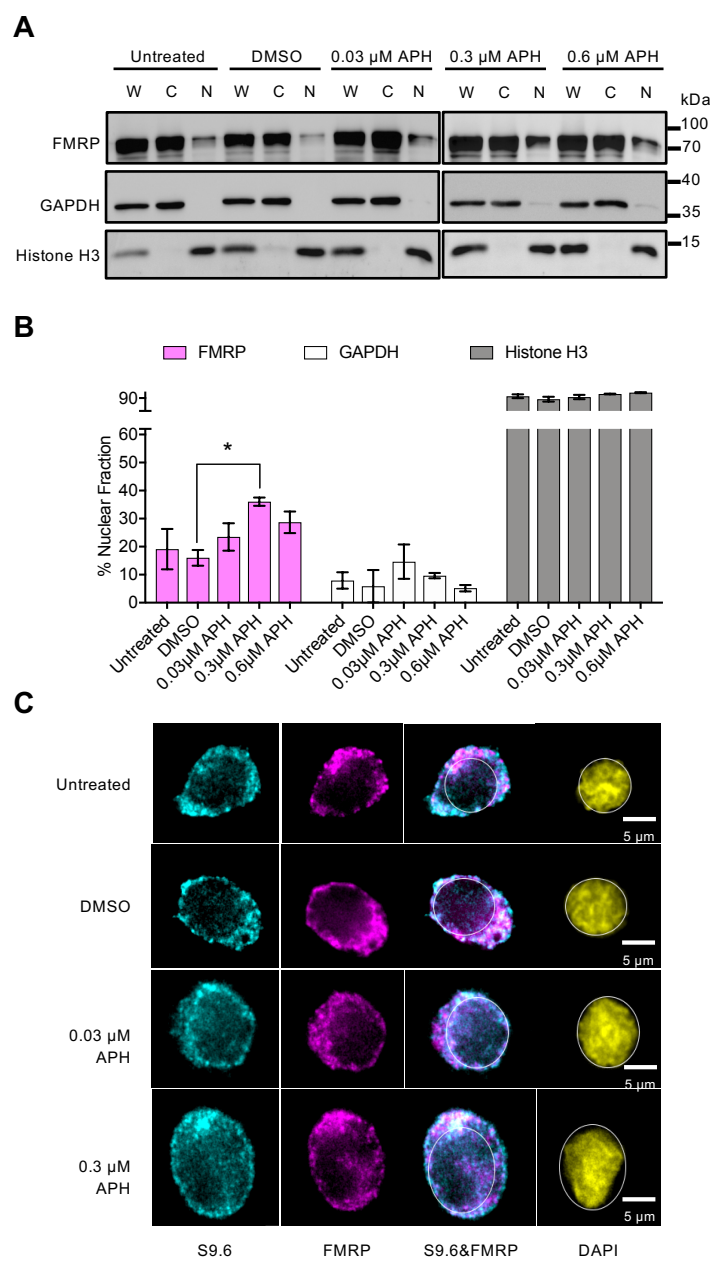 A
Untreated DMSO 0.03 µM APH 0.3 µM APH 0.6 µM APH
W C N W C N W C N W C N W C N
kDa
FMRP
100
70
GAPDH
40
35
Histone H3
15
B
FMRP GAPDH Histone H3
% Nuclear Fraction
90
60
50
40
30
20
10
0
*
Untreated DMSO 0.03µM APH 0.3µM APH 0.6µM APH Untreated DMSO 0.03µM APH 0.3µM APH 0.6µM APH Untreated DMSO 0.03µM APH 0.3µM APH 0.6µM APH
C
Untreated
5 µm
DMSO
5 µm
0.03 µM
APH
5 µm
0.3 µM
APH
5 µm
S9.6 FMRP S9.6&FMRP DAPI